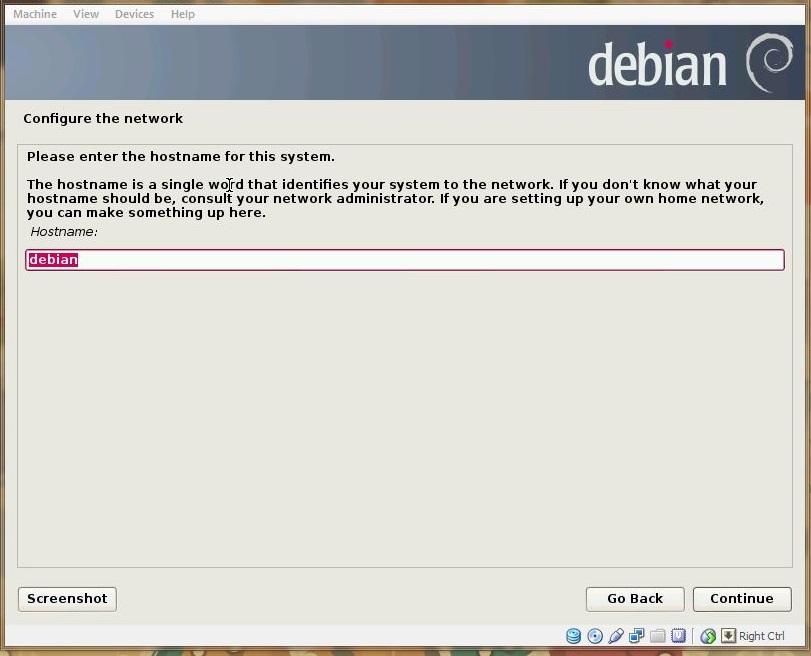 Machine View Devices Help
debian
Configure the network
Please enter the hostname for this system.
The hostname is a single word that identifies your system to the network. If you don't know what your
hostname should be, consult your network administrator. If you are setting up your own home network,
you can make something up here.
Hostname:
debian
Screenshot Go Back Continue
Right Ctrl